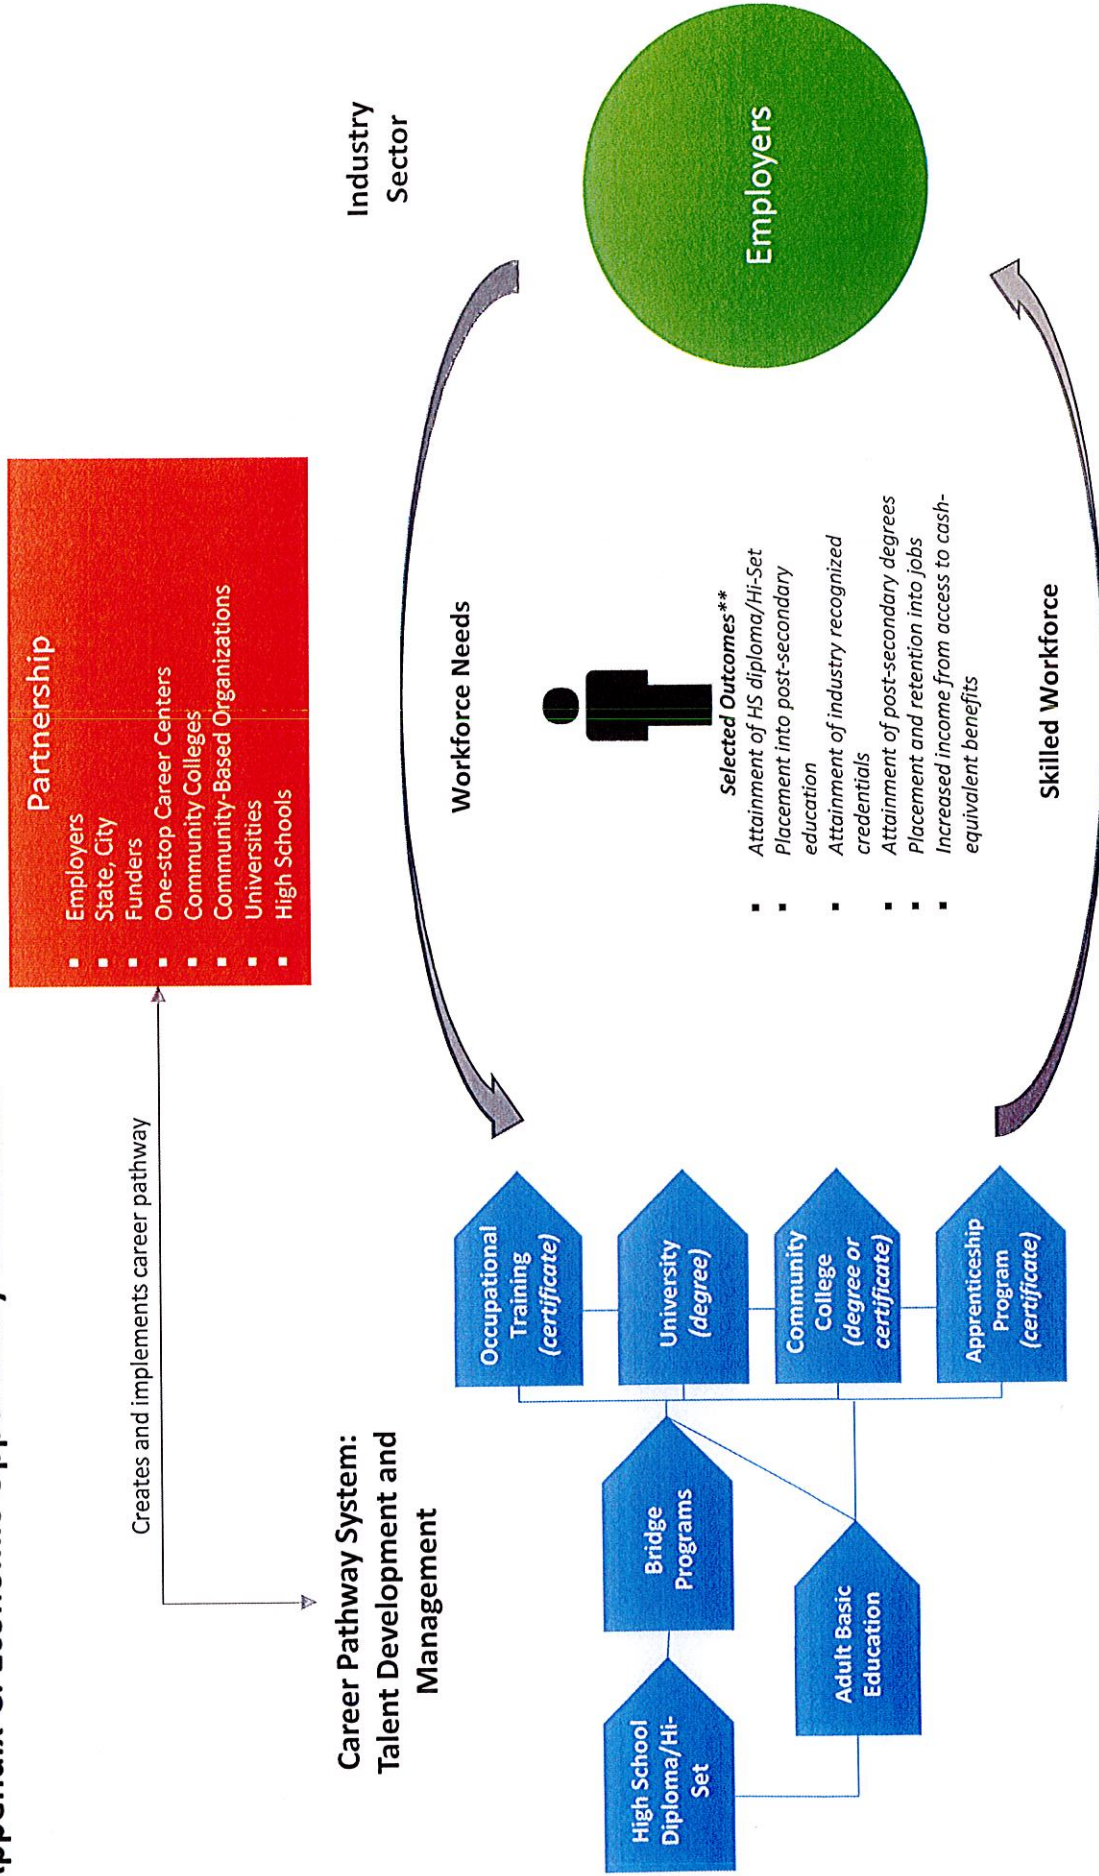 Partnership
▪ Employers
▪ State, City
▪ Funders
▪ One-stop Career Centers
▪ Community Colleges
▪ Community-Based Organizations
▪ Universities
▪ High Schools
Creates and implements career pathway
Career Pathway System:
Talent Development and
Management
Industry
Sector
High School
Diploma/Hi-
Set
Bridge
Programs
Adult Basic
Education
Occupational
Training
(certificate)
University
(degree)
Community
College
(degree or
certificate)
Apprenticeship
Program
(certificate)
Workforce Needs
Selected Outcomes**
▪ Attainment of HS diploma/Hi-Set
▪ Placement into post-secondary
education
▪ Attainment of industry recognized
credentials
▪ Attainment of post-secondary degrees
▪ Placement and retention into jobs
▪ Increased income from access to cash-
equivalent benefits
Skilled Workforce
Employers